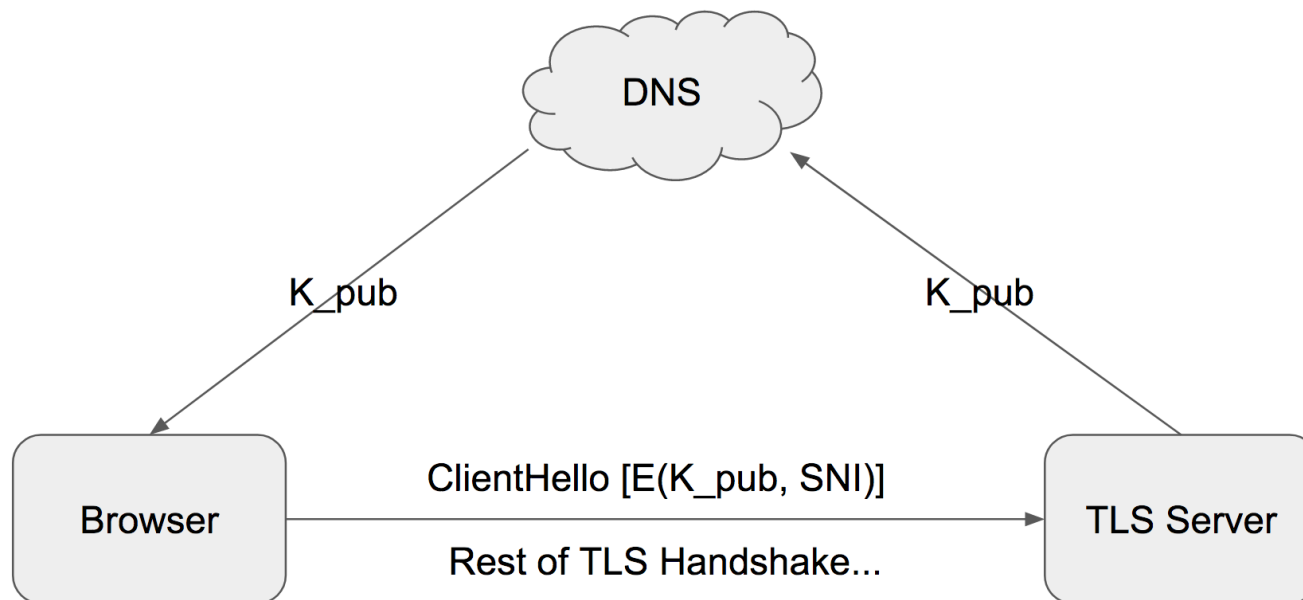 DNS
K_pub
K_pub
ClientHello [E(K_pub, SNI)]
Browser
TLS Server
Rest of TLS Handshake...